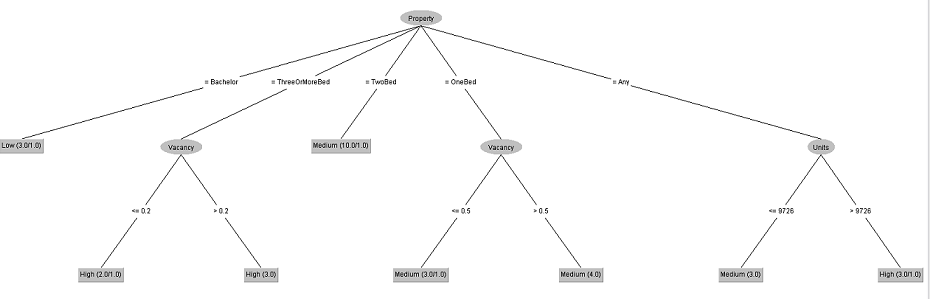 Property
= Bachelor
= ThreeOrMoreBed
= TwoBed
= OneBed
= Any
Low (3.0/1.0)
Vacancy
Medium (10.0/1.0)
Vacancy
Units
<= 0.2
> 0.2
<= 0.5
> 0.5
<= 9726
> 9726
High (2.0/1.0)
High (3.0)
Medium (3.0/1.0)
Medium (4.0)
Medium (3.0)
High (3.0/1.0)